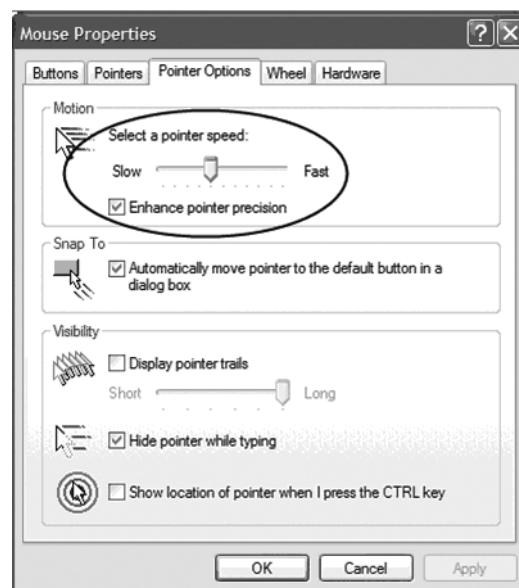 Mouse Properties
Buttons Pointers Pointer Options Wheel Hardware
Motion
Select a pointer speed:
Slow Fast
Enhance pointer precision
Snap To
Automatically move pointer to the default button in a
dialog box
Visibility
Display pointer trails
Short Long
Hide pointer while typing
Show location of pointer when I press the CTRL key
OK Cancel Apply